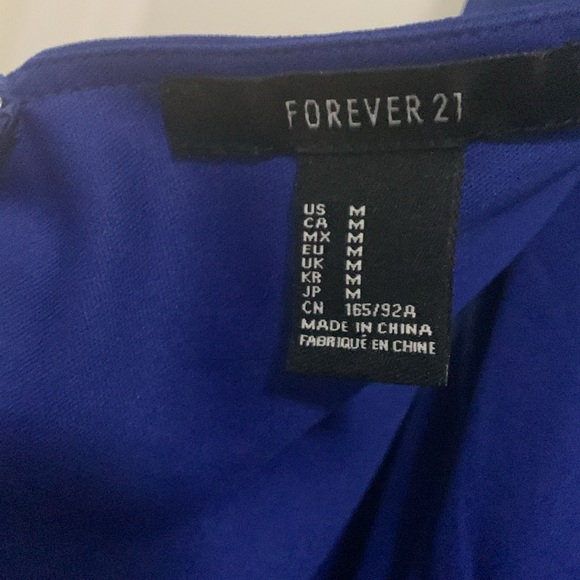 FOREVER 21
US M
CA M
MX M
EU M
UK M
KR M
JP M
CN 165/92A
MADE IN CHINA
FABRIQUÉ EN CHINE